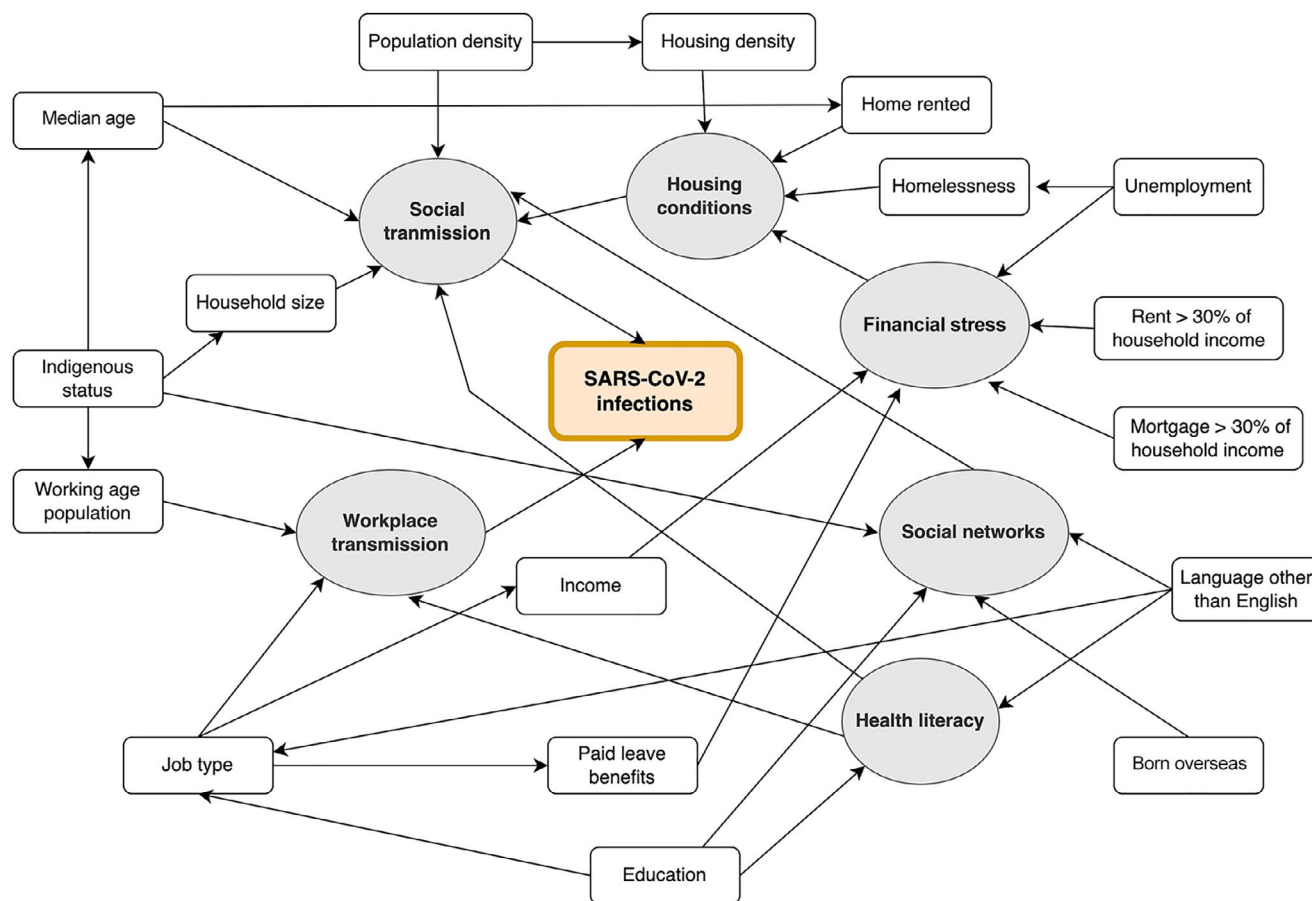 Population density
Housing density
Median age
Home rented
Social
tranmission
Housing
conditions
Homelessness
Unemployment
Household size
Financial stress
Rent > 30% of
household income
Indigenous
status
SARS-CoV-2
infections
Mortgage > 30% of
household income
Working age
population
Workplace
transmission
Social networks
Income
Language other
than English
Health literacy
Job type
Paid leave
benefits
Born overseas
Education